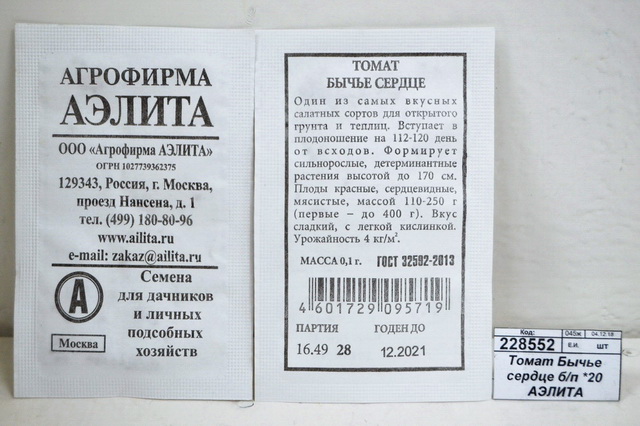 АГРОФИРМА
АЭЛИТА
ООО «Агрофирма АЭЛИТА»
ОГРН 1027739362375
129343, Россия, г. Москва,
проезд Нансена, д. 1
тел. (499) 180-80-96
www.ailita.ru
e-mail: zakaz@ailita.ru
А
Семена
для дачников
и личных
подсобных
хозяйств
Москва
ТОМАТ
БЫЧЬЕ СЕРДЦЕ
Один из самых вкусных
салатных сортов для открытого
грунта и теплиц. Вступает в
плодоношение на 112-120 день
от всходов. Формирует
сильнорослые, детерминантные
растения высотой до 170 см.
Плоды красные, сердцевидные,
мясистые, массой 110-250 г
(первые – до 400 г). Вкус
сладкий, с легкой кислинкой.
Урожайность 4 кг/м².
МАССА 0,1 г. ГОСТ 32592-2013
4 601729 095719
ПАРТИЯ ГОДЕН ДО
16.49 28 12.2021
Код: 045ж 04.12.18
228552 Е.И. шт
Томат Бычье
сердце б/п *20
АЭЛИТА